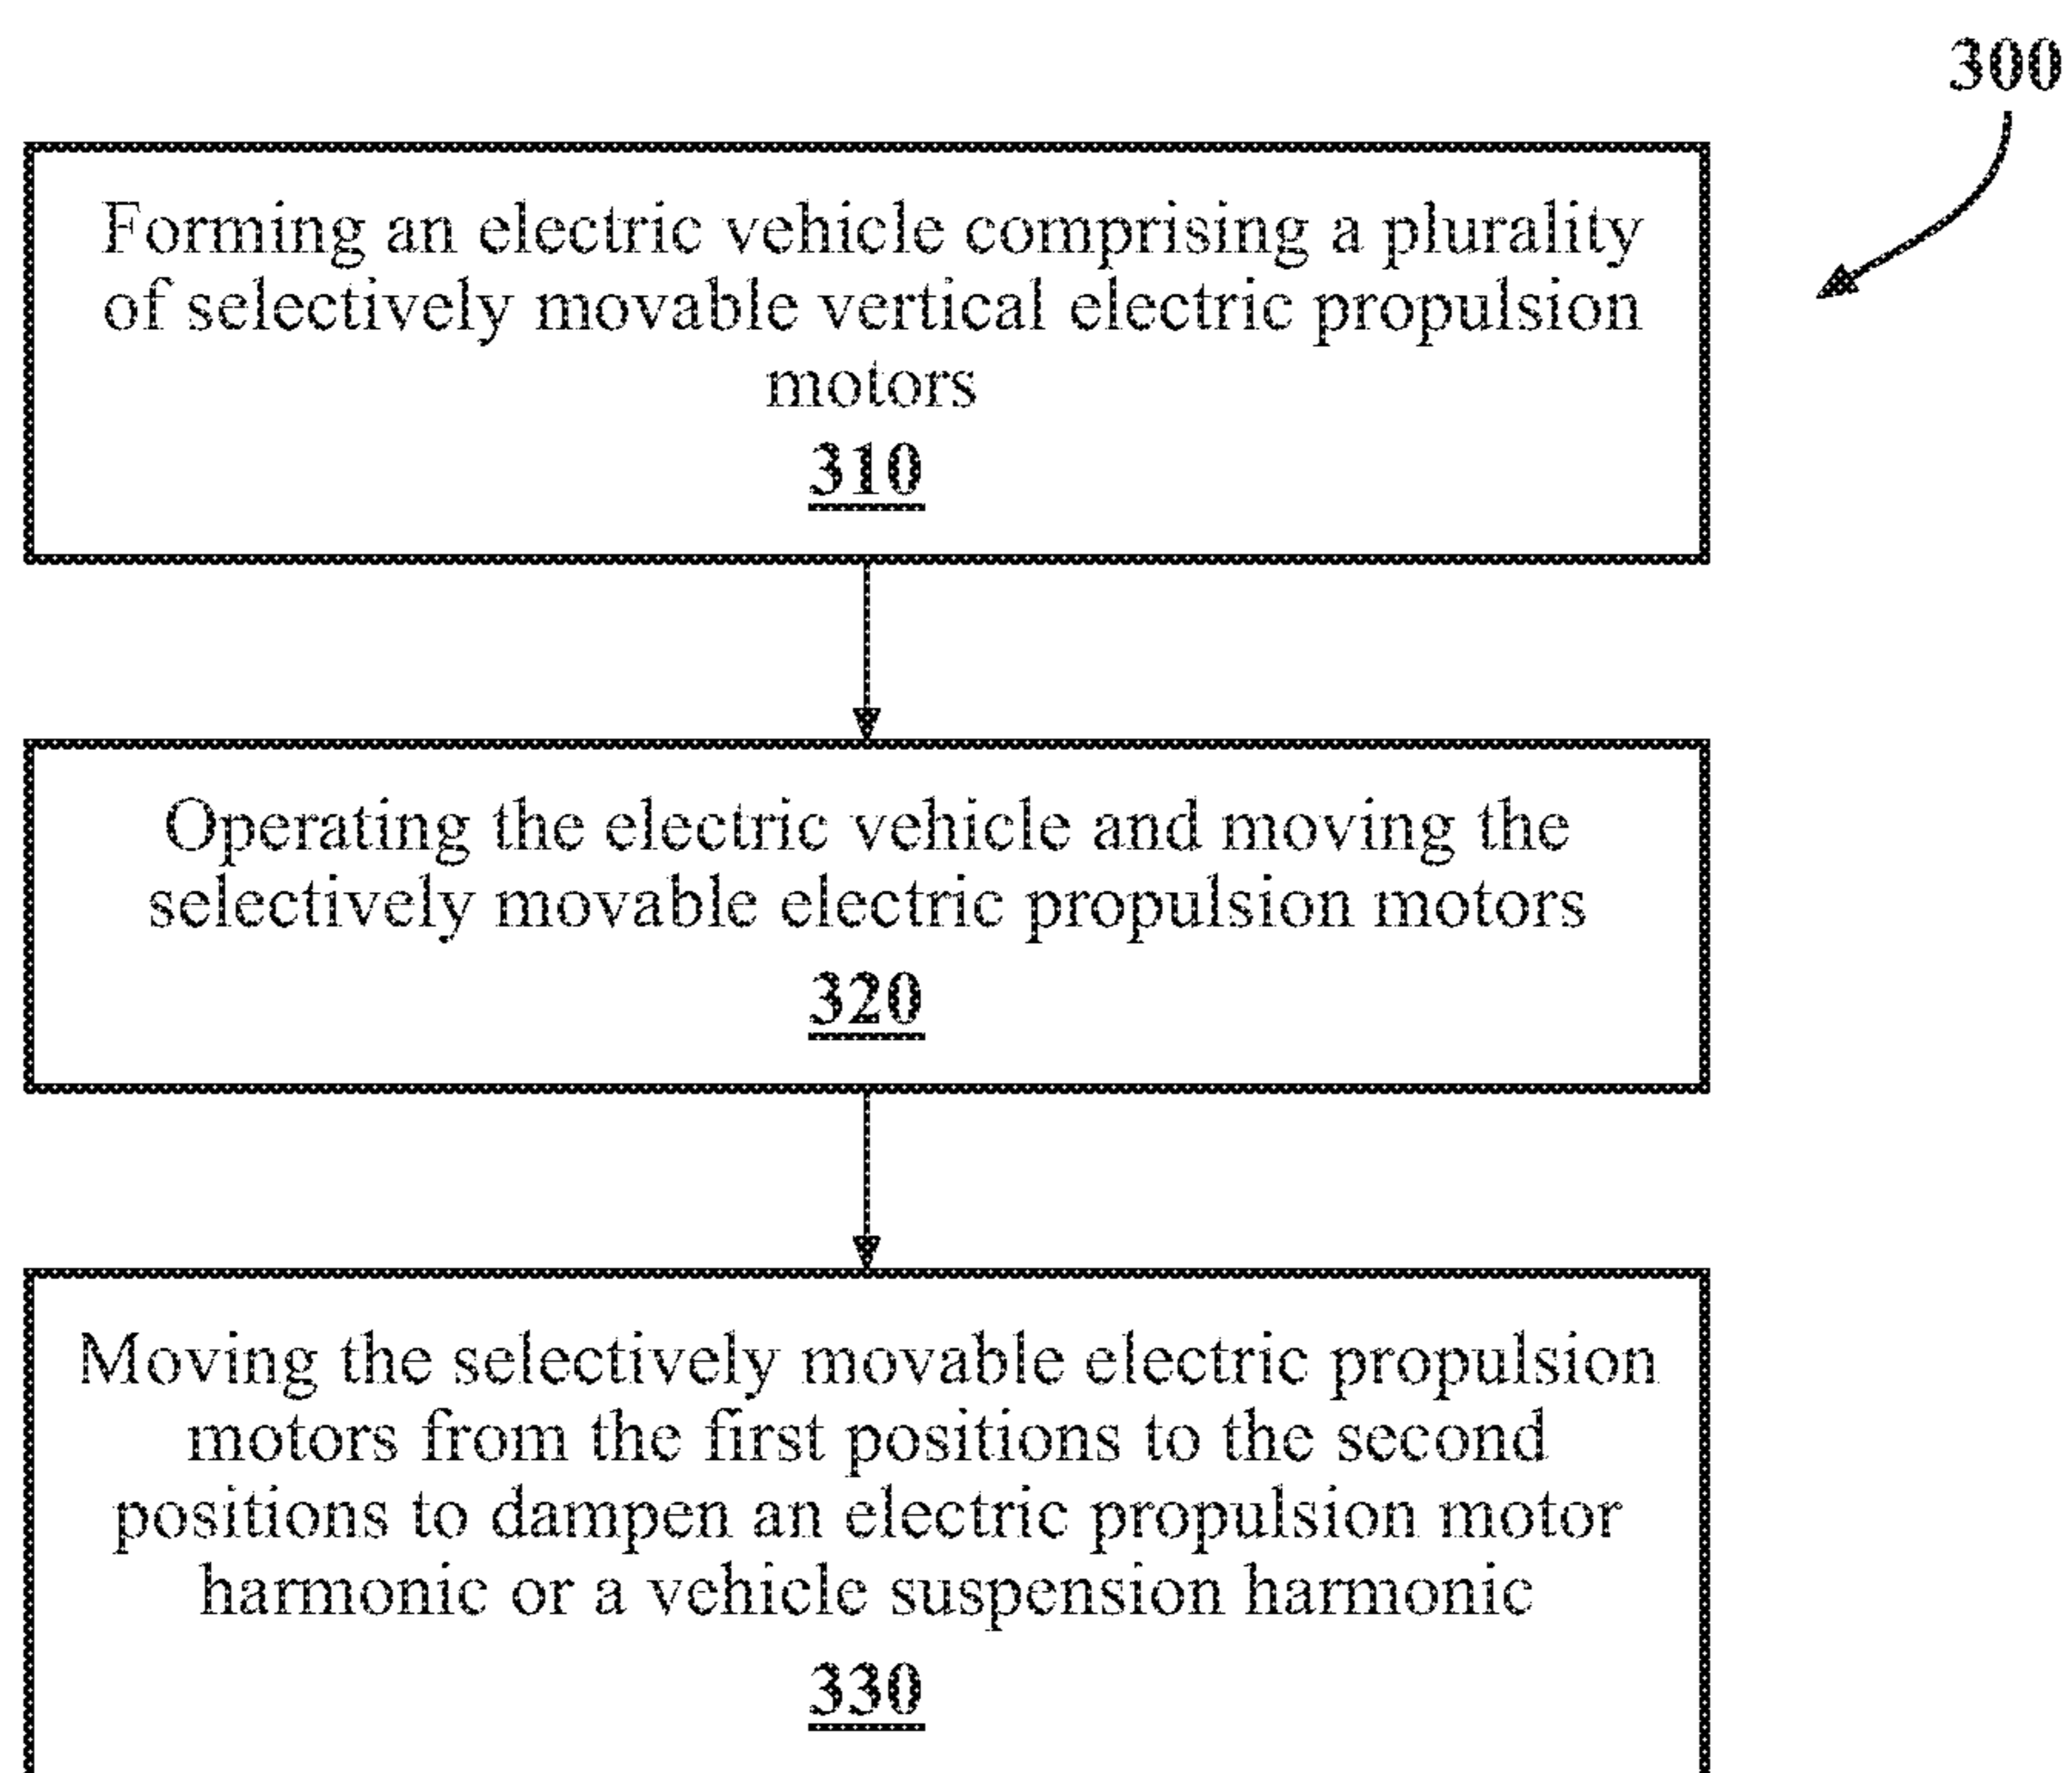 300
Forming an electric vehicle comprising a plurality
of selectively movable vertical electric propulsion
motors
310
Operating the electric vehicle and moving the
selectively movable electric propulsion motors
320
Moving the selectively movable electric propulsion
motors from the first positions to the second
positions to dampen an electric propulsion motor
harmonic or a vehicle suspension harmonic
330